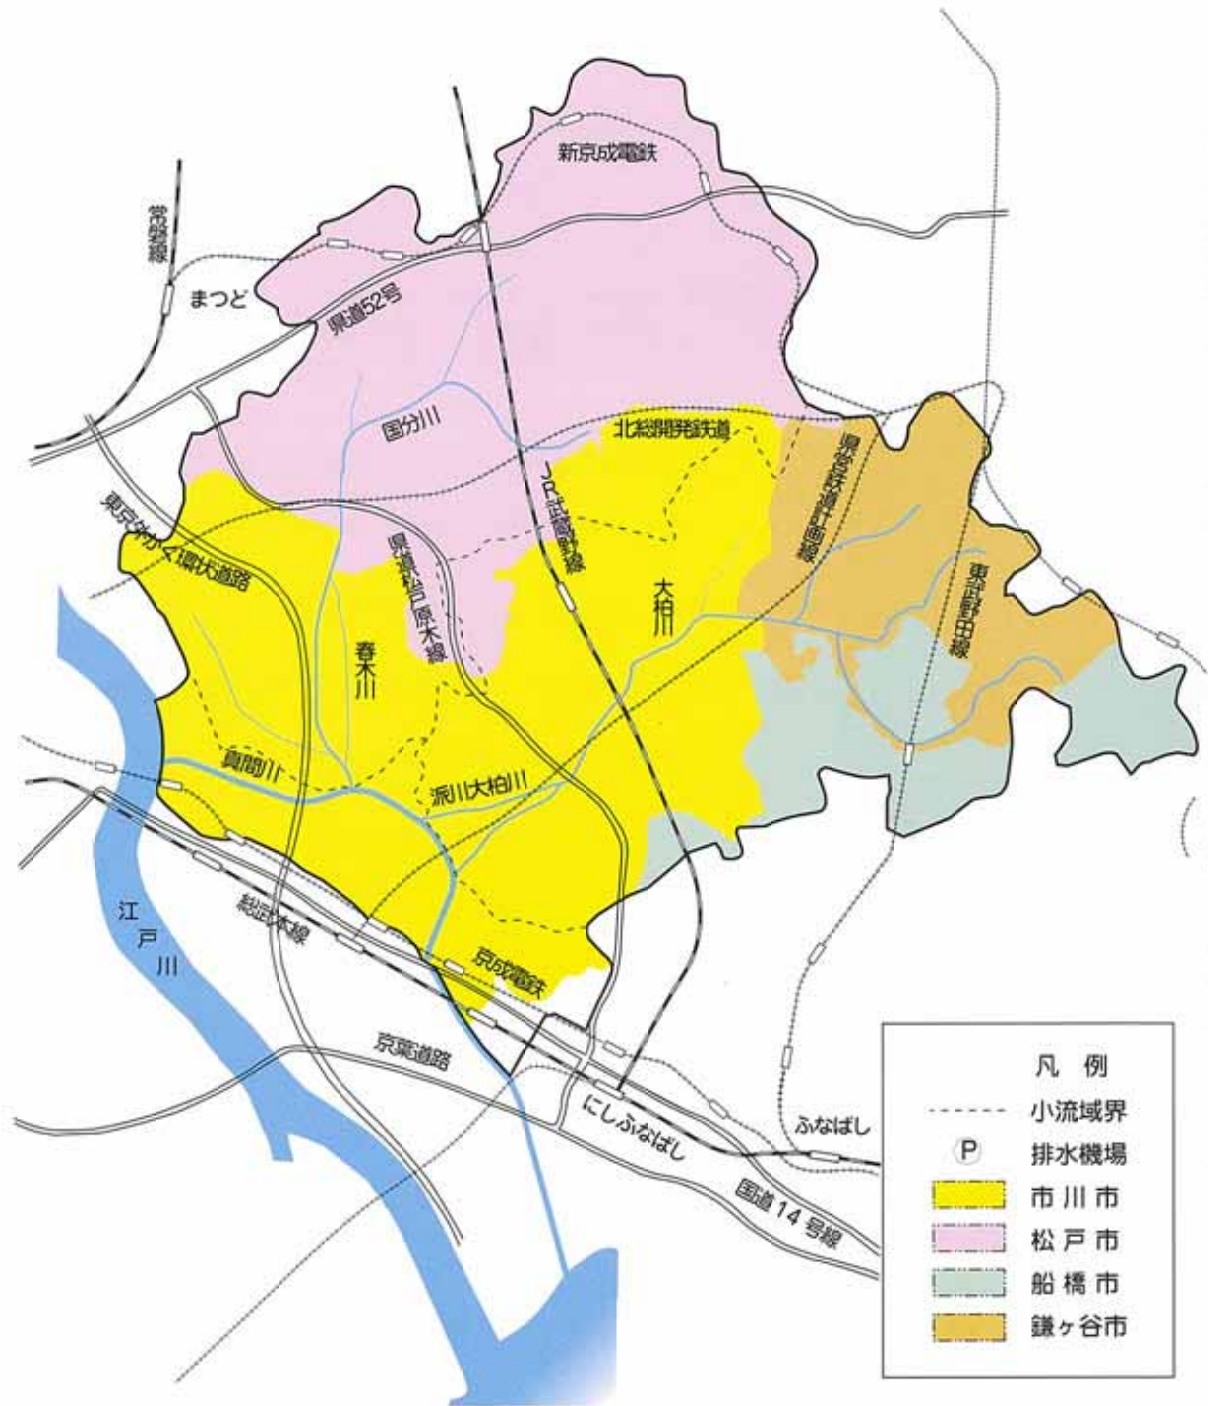 新京成電鉄
常磐線
まつど
県道52号
国分川
北総開発鉄道
県営鉄道計画線
JR武蔵野線
東京外かく環状道路
県道松戸原木線
大柏川
東武野田線
春木川
真間川
派川大柏川
江戸川
総武本線
京成電鉄
京葉道路
にしふなばし
ふなばし
国道14号線
凡例
小流域界
P 排水機場
市川市
松戸市
船橋市
鎌ヶ谷市